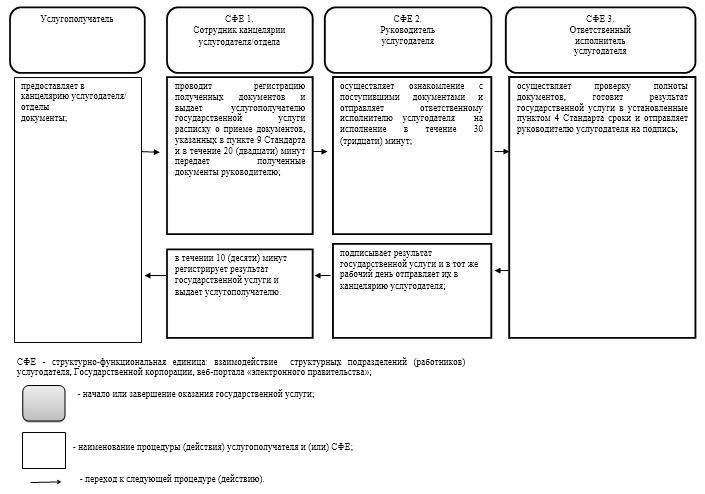 Услугополучатель
СФЕ 1.
Сотрудник канцелярии
услугодателя/отдела
СФЕ 2.
Руководитель
услугодателя
СФЕ 3.
Ответственный
исполнитель
услугодателя
предоставляет в
канцелярию услугодателя/
отделы
документы;
проводит регистрацию
полученных документов и
выдает услугополучателю
государственной услуги
расписку о приеме документов,
указанных в пункте 9 Стандарта
и в течение 20 (двадцати) минут
передает полученные
документы руководителю;
осуществляет ознакомление с
поступившими документами и
отправляет ответственному
исполнителю услугодателя на
исполнение в течение 30
(тридцати) минут;
осуществляет проверку полноты
документов, готовит результат
государственной услуги в установленные
пунктом 4 Стандарта сроки и отправляет
руководителю услугодателя на подпись;
в течении 10 (десяти) минут
регистрирует результат
государственной услуги и
выдает услугополучателю.
подписывает результат
государственной услуги и в тот же
рабочий день отправляет их в
канцелярию услугодателя;
СФЕ - структурно-функциональная единица: взаимодействие структурных подразделений (работников)
услугодателя, Государственной корпорации, веб-портала «электронного правительства»;
- начало или завершение оказания государственной услуги;
- наименование процедуры (действия) услугополучателя и (или) СФЕ;
- переход к следующей процедуре (действию).